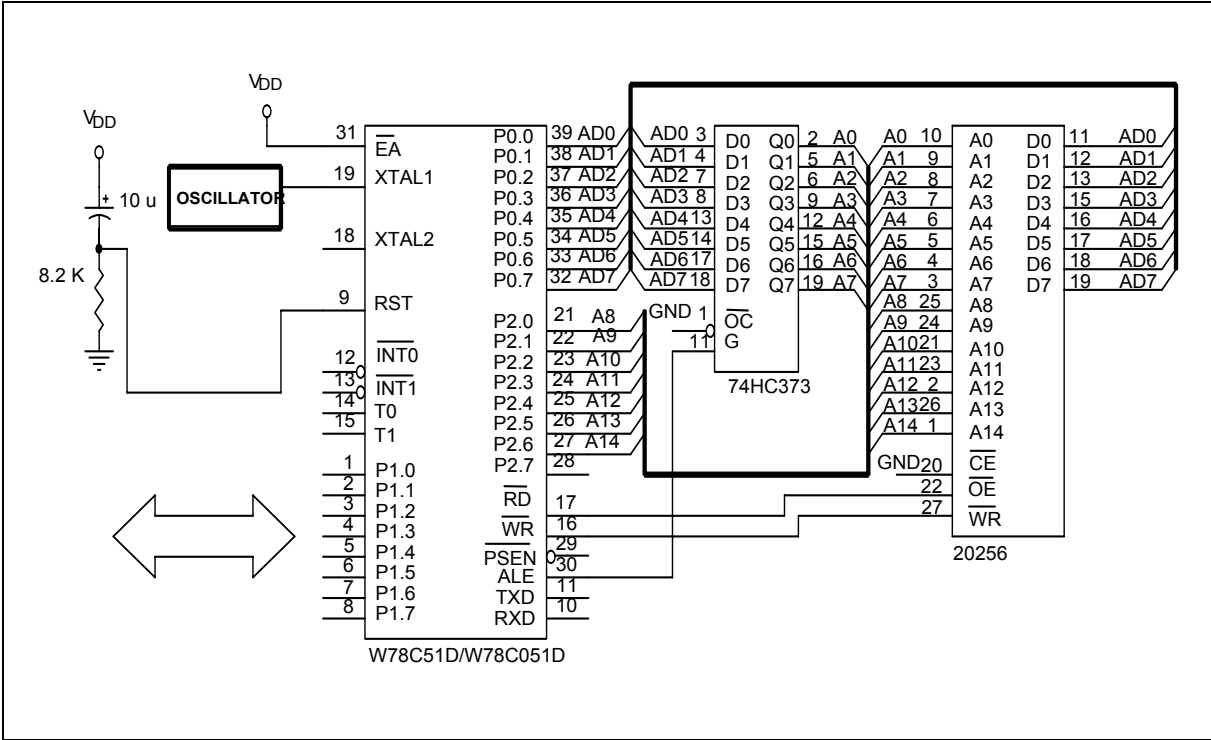 VDD
VDD
10 u
8.2 K
OSCILLATOR
31 EA
19 XTAL1
18 XTAL2
9 RST
12 INT0
13 INT1
14 T0
15 T1
1 P1.0
2 P1.1
3 P1.2
4 P1.3
5 P1.4
6 P1.5
7 P1.6
8 P1.7
P0.0 39 AD0
P0.1 38 AD1
P0.2 37 AD2
P0.3 36 AD3
P0.4 35 AD4
P0.5 34 AD5
P0.6 33 AD6
P0.7 32 AD7
P2.0 21 A8
P2.1 22 A9
P2.2 23 A10
P2.3 24 A11
P2.4 25 A12
P2.5 26 A13
P2.6 27 A14
P2.7 28
RD 17
WR 16
PSEN 29
ALE 30
TXD 11
RXD 10
W78C51D/W78C051D
AD0 3 D0 Q0 2 A0
AD1 4 D1 Q1 5 A1
AD2 7 D2 Q2 6 A2
AD3 8 D3 Q3 9 A3
AD4 13 D4 Q4 12 A4
AD5 14 D5 Q5 15 A5
AD6 17 D6 Q6 16 A6
AD7 18 D7 Q7 19 A7
GND 1 OC
11 G
74HC373
A0 10 A0 D0 11 AD0
A1 9 A1 D1 12 AD1
A2 8 A2 D2 13 AD2
A3 7 A3 D3 15 AD3
A4 6 A4 D4 16 AD4
A5 5 A5 D5 17 AD5
A6 4 A6 D6 18 AD6
A7 3 A7 D7 19 AD7
A8 25 A8
A9 24 A9
A10 21 A10
A11 23 A11
A12 2 A12
A13 26 A13
A14 1 A14
GND 20 CE
22 OE
27 WR
20256